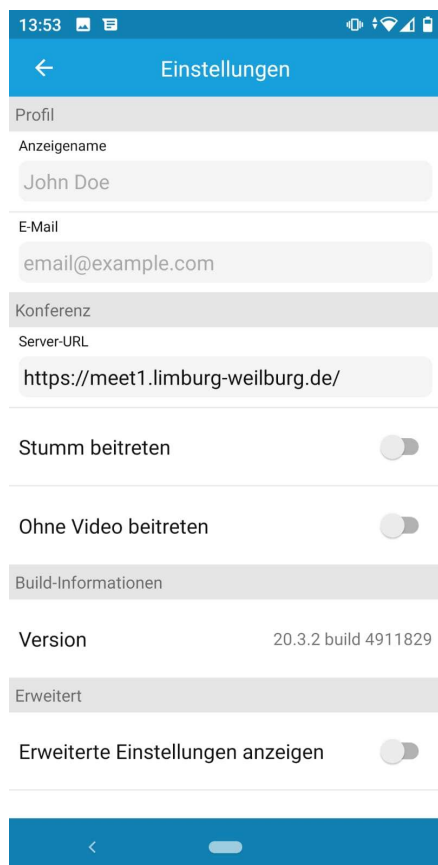 13:53
Einstellungen
Profil
Anzeigename
John Doe
E-Mail
email@example.com
Konferenz
Server-URL
https://meet1.limburg-weilburg.de/
Stumm beitreten
Ohne Video beitreten
Build-Informationen
Version 20.3.2 build 4911829
Erweitert
Erweiterte Einstellungen anzeigen